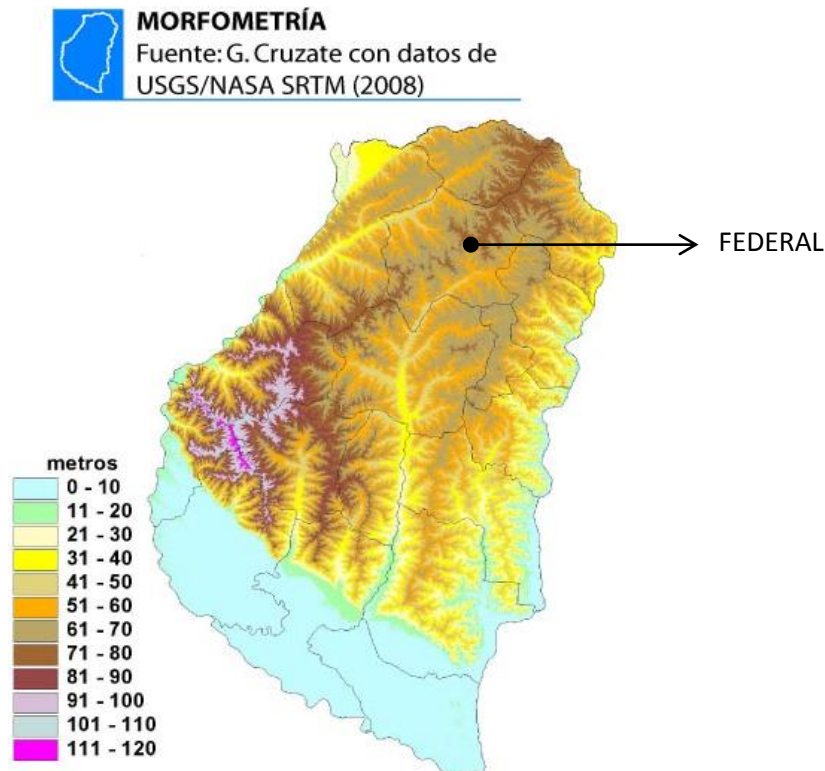 MORFOMETRÍA
Fuente: G. Cruzate con datos de
USGS/NASA SRTM (2008)
FEDERAL
metros
0 - 10
11 - 20
21 - 30
31 - 40
41 - 50
51 - 60
61 - 70
71 - 80
81 - 90
91 - 100
101 - 110
111 - 120